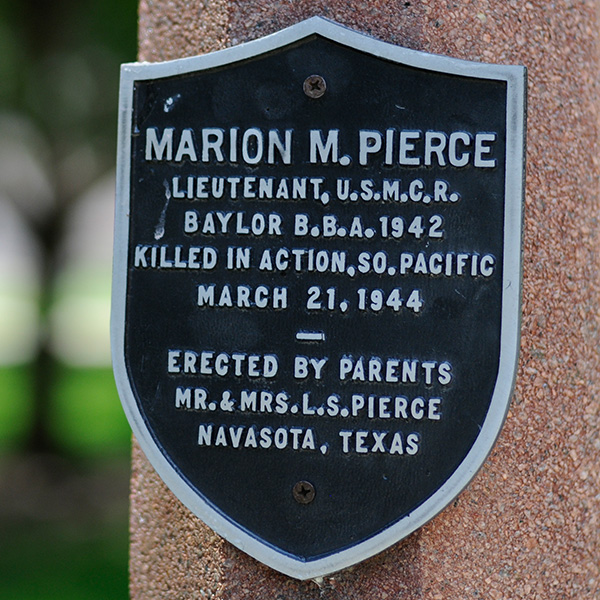 MARION M. PIERCE
LIEUTENANT, U.S.M.C.R.
BAYLOR B.B.A. 1942
KILLED IN ACTION, SO. PACIFIC
MARCH 21, 1944
—
ERECTED BY PARENTS
MR. & MRS. L.S. PIERCE
NAVASOTA, TEXAS